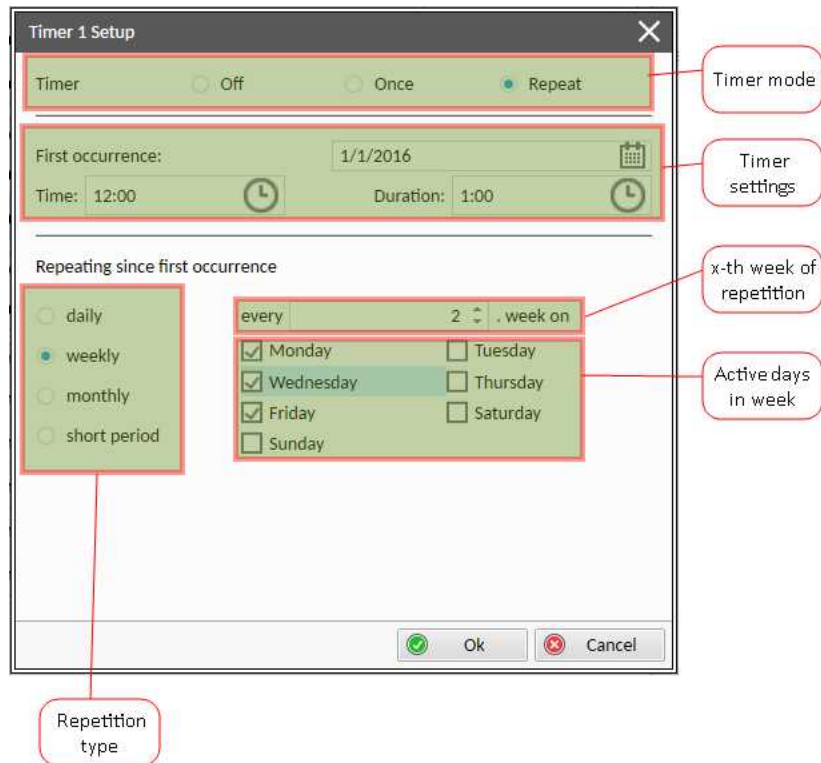 Timer 1 Setup
Timer Off Once Repeat
Timer mode
First occurrence: 1/1/2016
Time: 12:00 Duration: 1:00
Timer
settings
Repeating since first occurrence
x-th week of
repetition
daily
weekly
monthly
short period
every 2 . week on
Monday Tuesday
Wednesday Thursday
Friday Saturday
Sunday
Active days
in week
Ok Cancel
Repetition
type